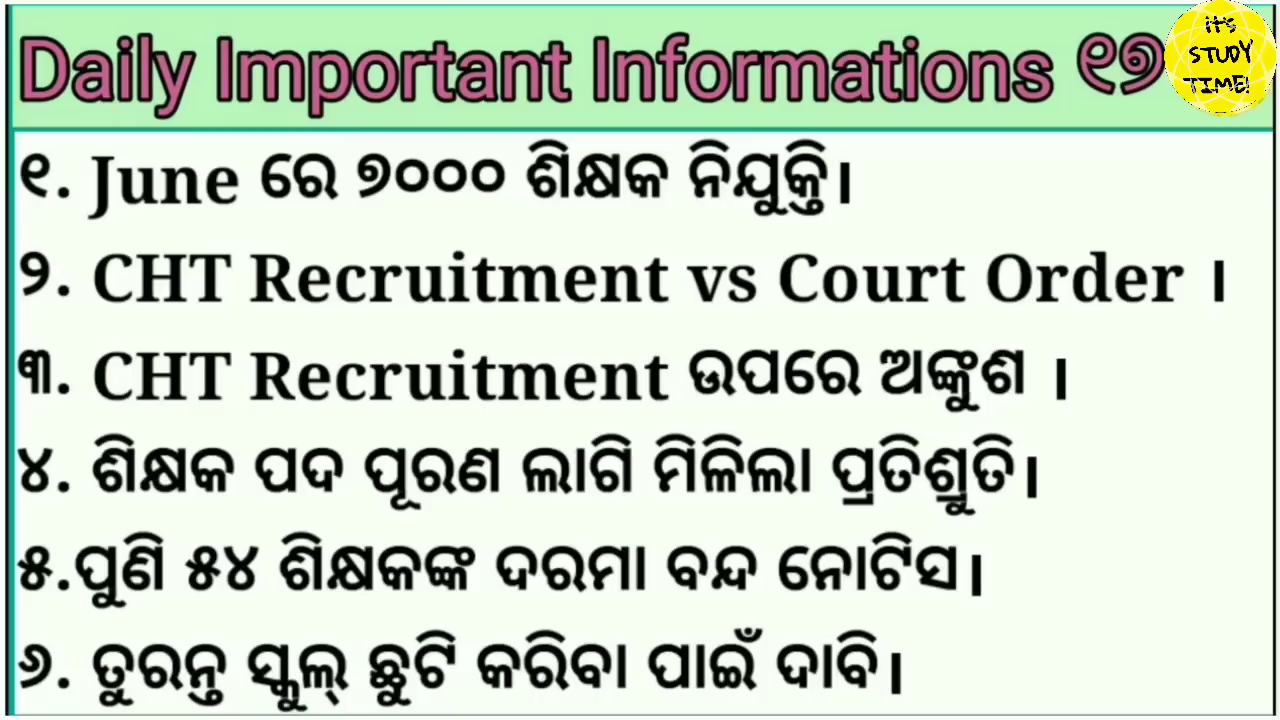 Daily Important Informations ୧୭
IT'S
STUDY
TIME!
୧. June ରେ ୭୦୦୦ ଶିକ୍ଷକ ନିଯୁକ୍ତି।
୨. CHT Recruitment vs Court Order ।
୩. CHT Recruitment ଉପରେ ଅଙ୍କୁଶ ।
୪. ଶିକ୍ଷକ ପଦ ପୂରଣ ଲାଗି ମିଳିଲା ପ୍ରତିଶ୍ରୁତି।
୫.ପୁଣି ୫୪ ଶିକ୍ଷକଙ୍କ ଦରମା ବନ୍ଦ ନୋଟିସ।
୬. ତୁରନ୍ତ ସ୍କୁଲ୍ ଛୁଟି କରିବା ପାଇଁ ଦାବି।